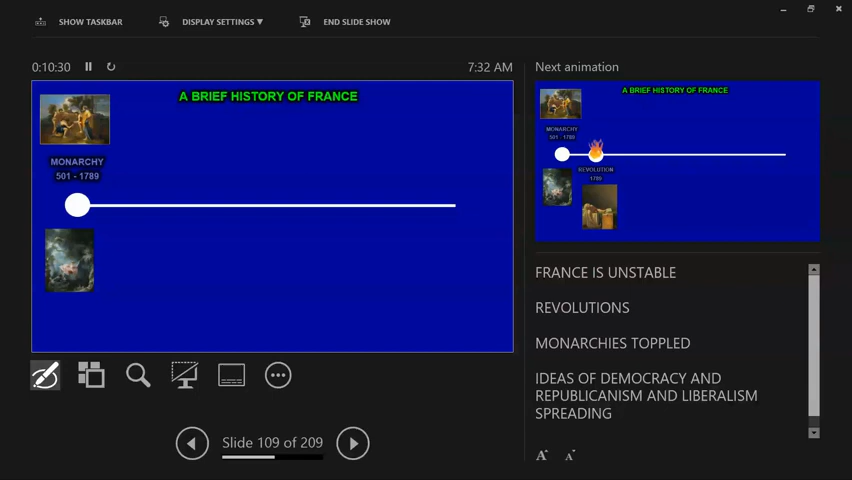 SHOW TASKBAR
DISPLAY SETTINGS ▼
END SLIDE SHOW
0:10:30
7:32 AM
A BRIEF HISTORY OF FRANCE
MONARCHY
501 - 1789
Next animation
A BRIEF HISTORY OF FRANCE
MONARCHY
501 - 1789
REVOLUTION
1789
FRANCE IS UNSTABLE
REVOLUTIONS
MONARCHIES TOPPLED
IDEAS OF DEMOCRACY AND
REPUBLICANISM AND LIBERALISM
SPREADING
Slide 109 of 209
A A